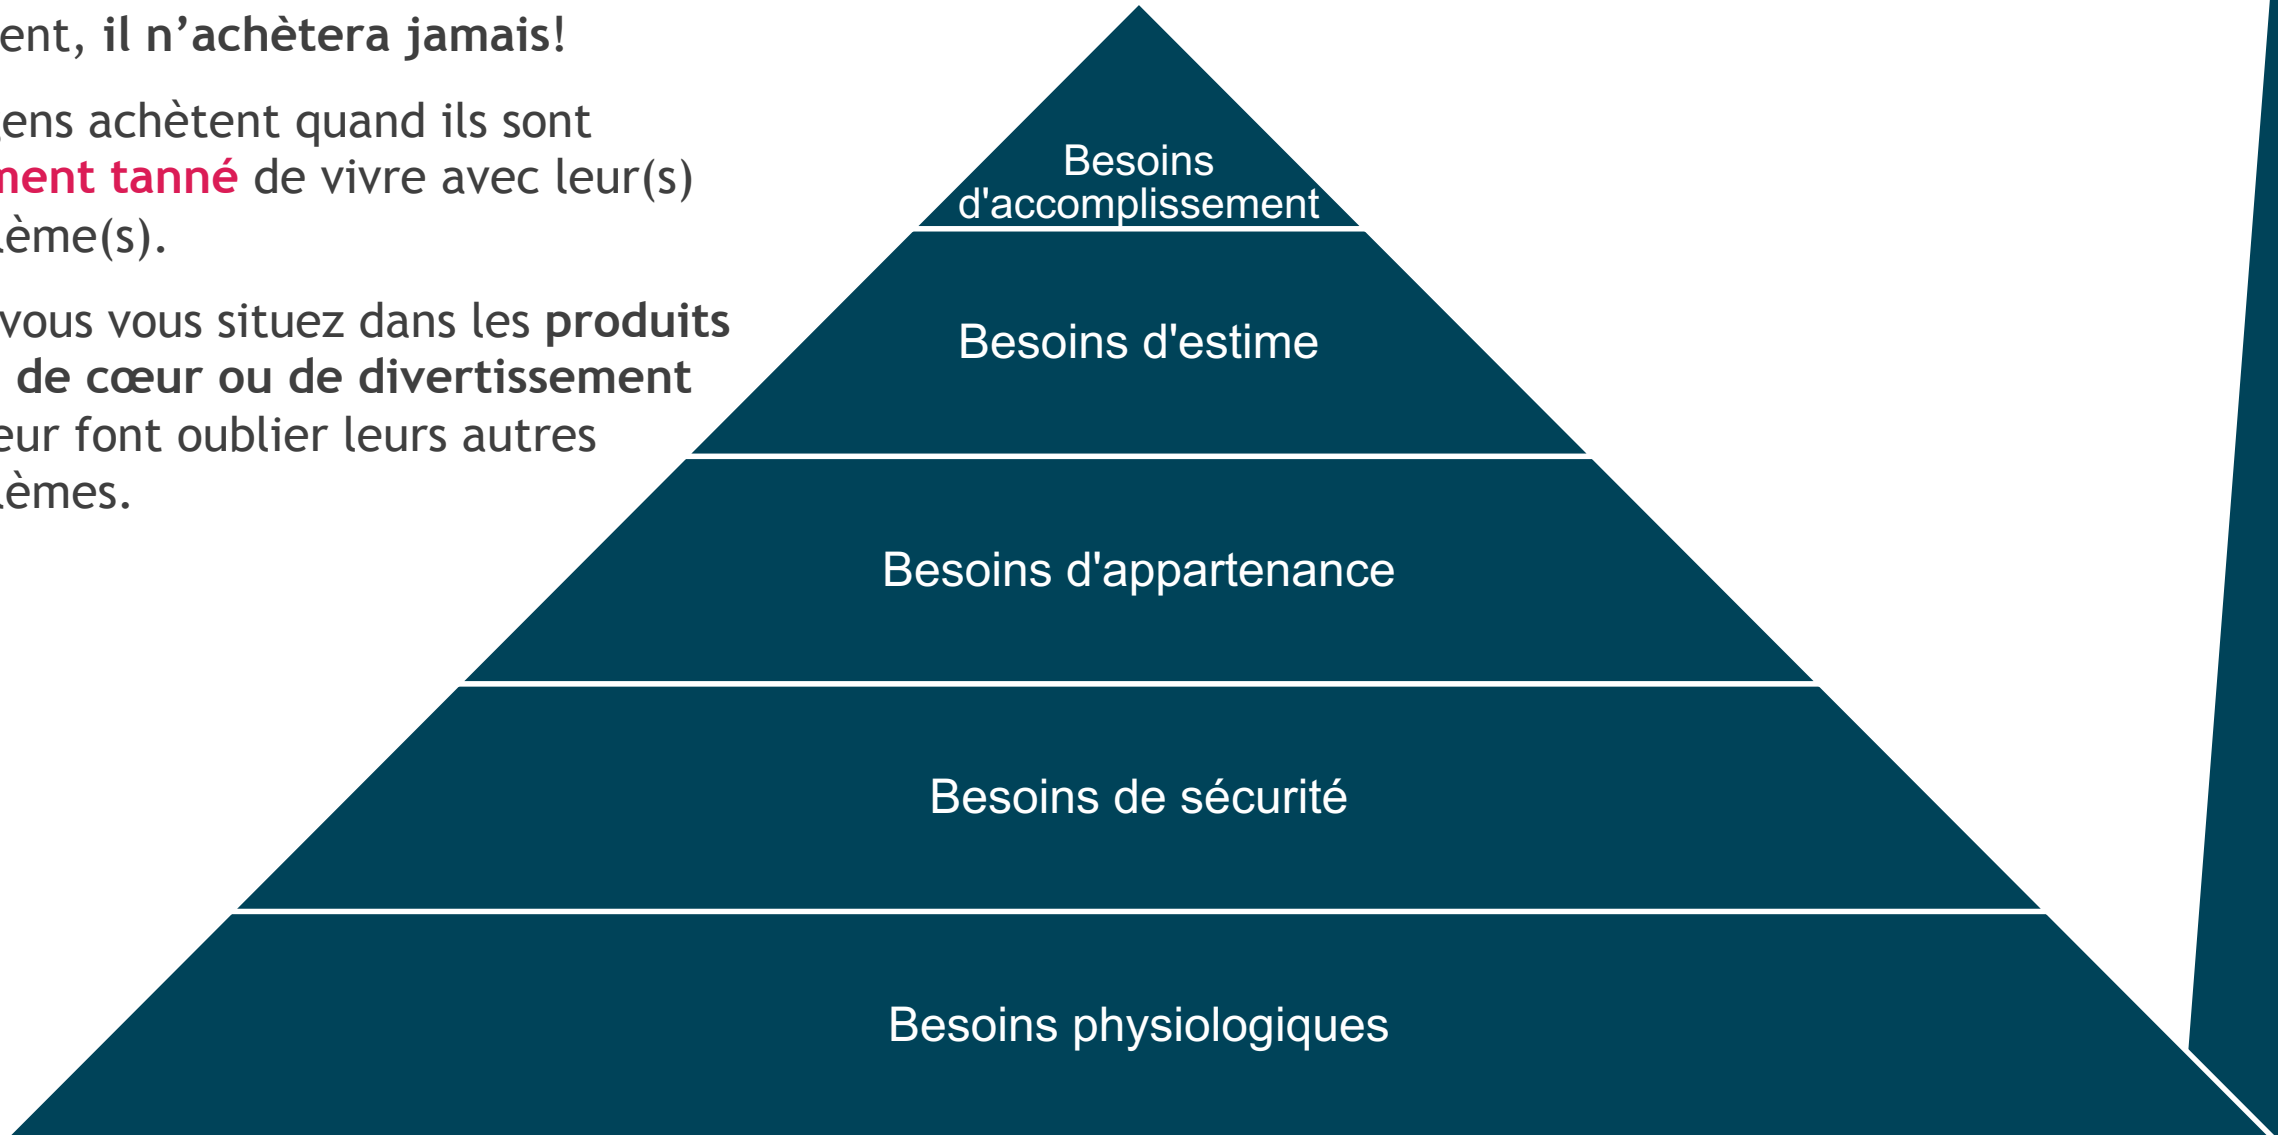 ent, il n’achètera jamais!
ens achètent quand ils sont
ment tanné de vivre avec leur(s)
lème(s).
vous vous situez dans les produits
de cœur ou de divertissement
eur font oublier leurs autres
lèmes.
Besoins
d'accomplissement
Besoins d'estime
Besoins d'appartenance
Besoins de sécurité
Besoins physiologiques